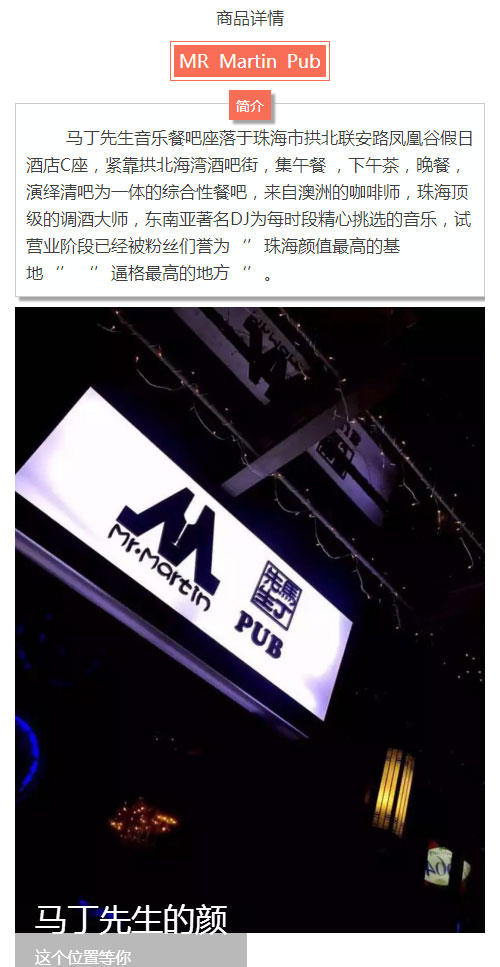 商品详情
MR Martin Pub
简介
马丁先生音乐餐吧座落于珠海市拱北联安路凤凰谷假日
酒店C座，紧靠拱北海湾酒吧街，集午餐 ，下午茶，晚餐，
演绎清吧为一体的综合性餐吧，来自澳洲的咖啡师，珠海顶
级的调酒大师，东南亚著名DJ为每时段精心挑选的音乐，试
营业阶段已经被粉丝们誉为 “ 珠海颜值最高的基
地 “ “ 逼格最高的地方 “ 。
Mr.Martin
馬丁先生
PUB
马丁先生的颜
这个位置等你